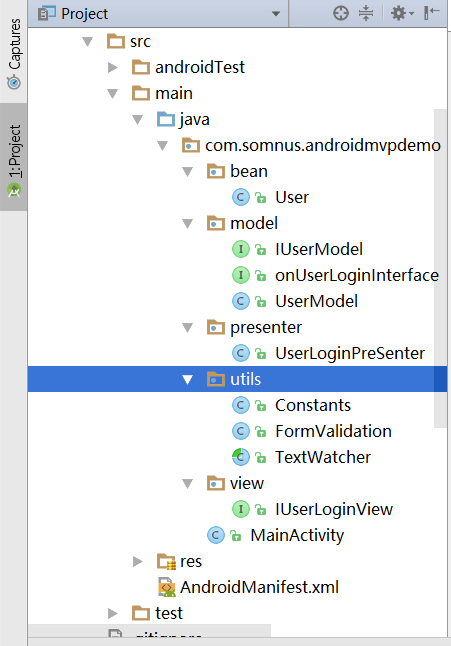 Project
Captures
1: Project
src
androidTest
main
java
com.somnus.androidmvpdemo
bean
User
model
IUserModel
onUserLoginInterface
UserModel
presenter
UserLoginPreSenter
utils
Constants
FormValidation
TextWatcher
view
IUserLoginView
MainActivity
res
AndroidManifest.xml
test
.gitignore